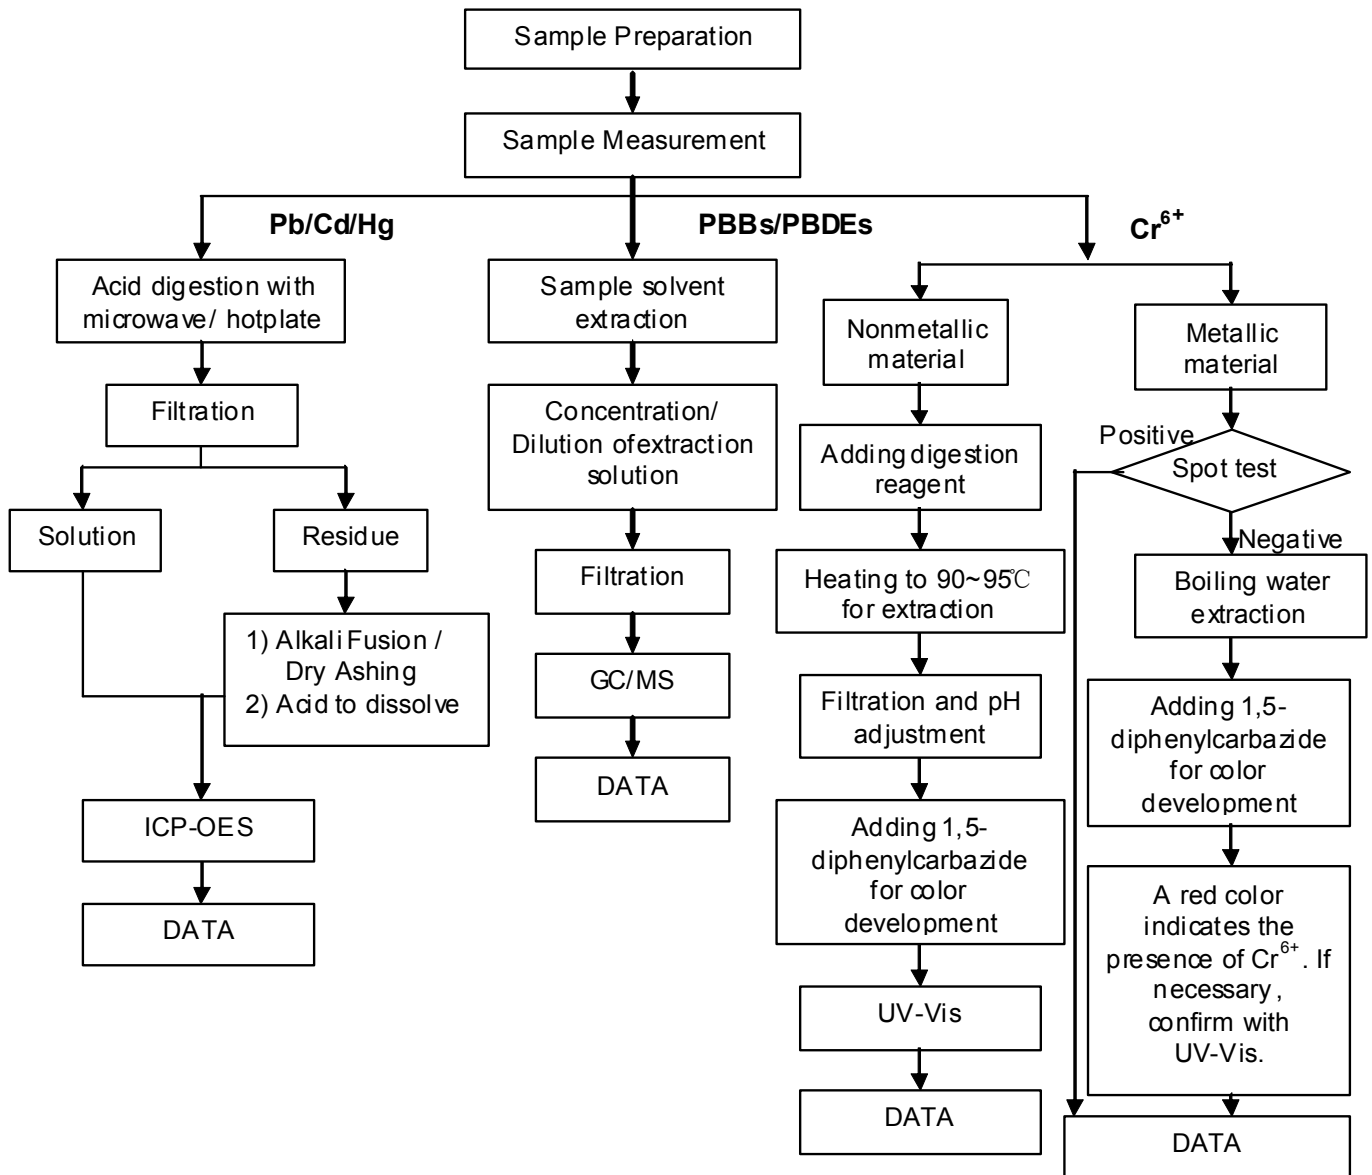 Sample Preparation
Sample Measurement
Pb/Cd/Hg
PBBs/PBDEs
Cr⁶⁺
Acid digestion with
microwave/ hotplate
Filtration
Solution
Residue
1) Alkali Fusion /
Dry Ashing
2) Acid to dissolve
ICP-OES
DATA
Sample solvent
extraction
Concentration/
Dilution of extraction
solution
Filtration
GC/MS
DATA
Nonmetallic
material
Adding digestion
reagent
Heating to 90~95℃
for extraction
Filtration and pH
adjustment
Adding 1,5-
diphenylcarbazide
for color
development
UV-Vis
DATA
Metallic
material
Positive
Spot test
Negative
Boiling water
extraction
Adding 1,5-
diphenylcarbazide
for color
development
A red color
indicates the
presence of Cr⁶⁺. If
necessary,
confirm with
UV-Vis.
DATA